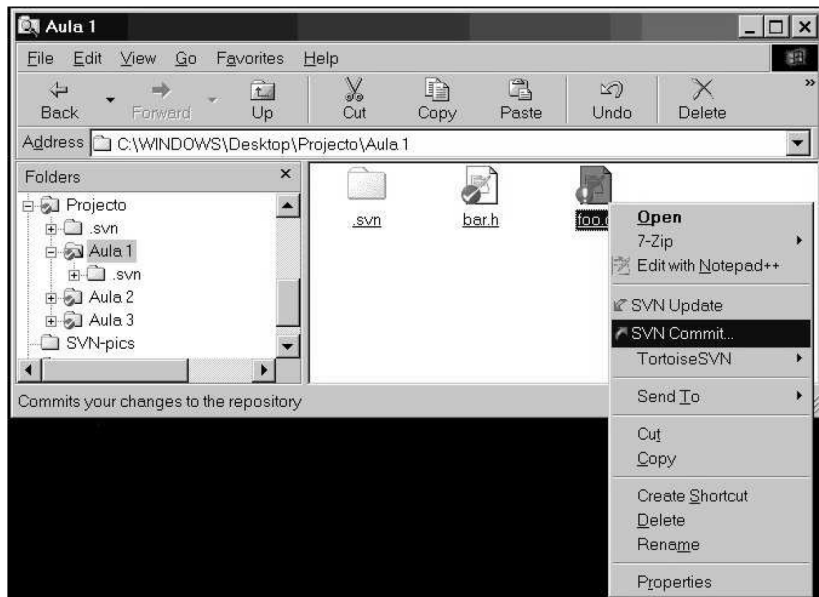 Aula 1
File Edit View Go Favorites Help
Back Forward Up Cut Copy Paste Undo Delete »
Address C:\WINDOWS\Desktop\Projecto\Aula 1
Folders ×
Projecto
.svn
Aula 1
.svn
Aula 2
Aula 3
SVN-pics
.svn bar.h
Open
7-Zip
Edit with Notepad++
SVN Update
SVN Commit...
TortoiseSVN
Send To
Cut
Copy
Create Shortcut
Delete
Rename
Properties
Commits your changes to the repository